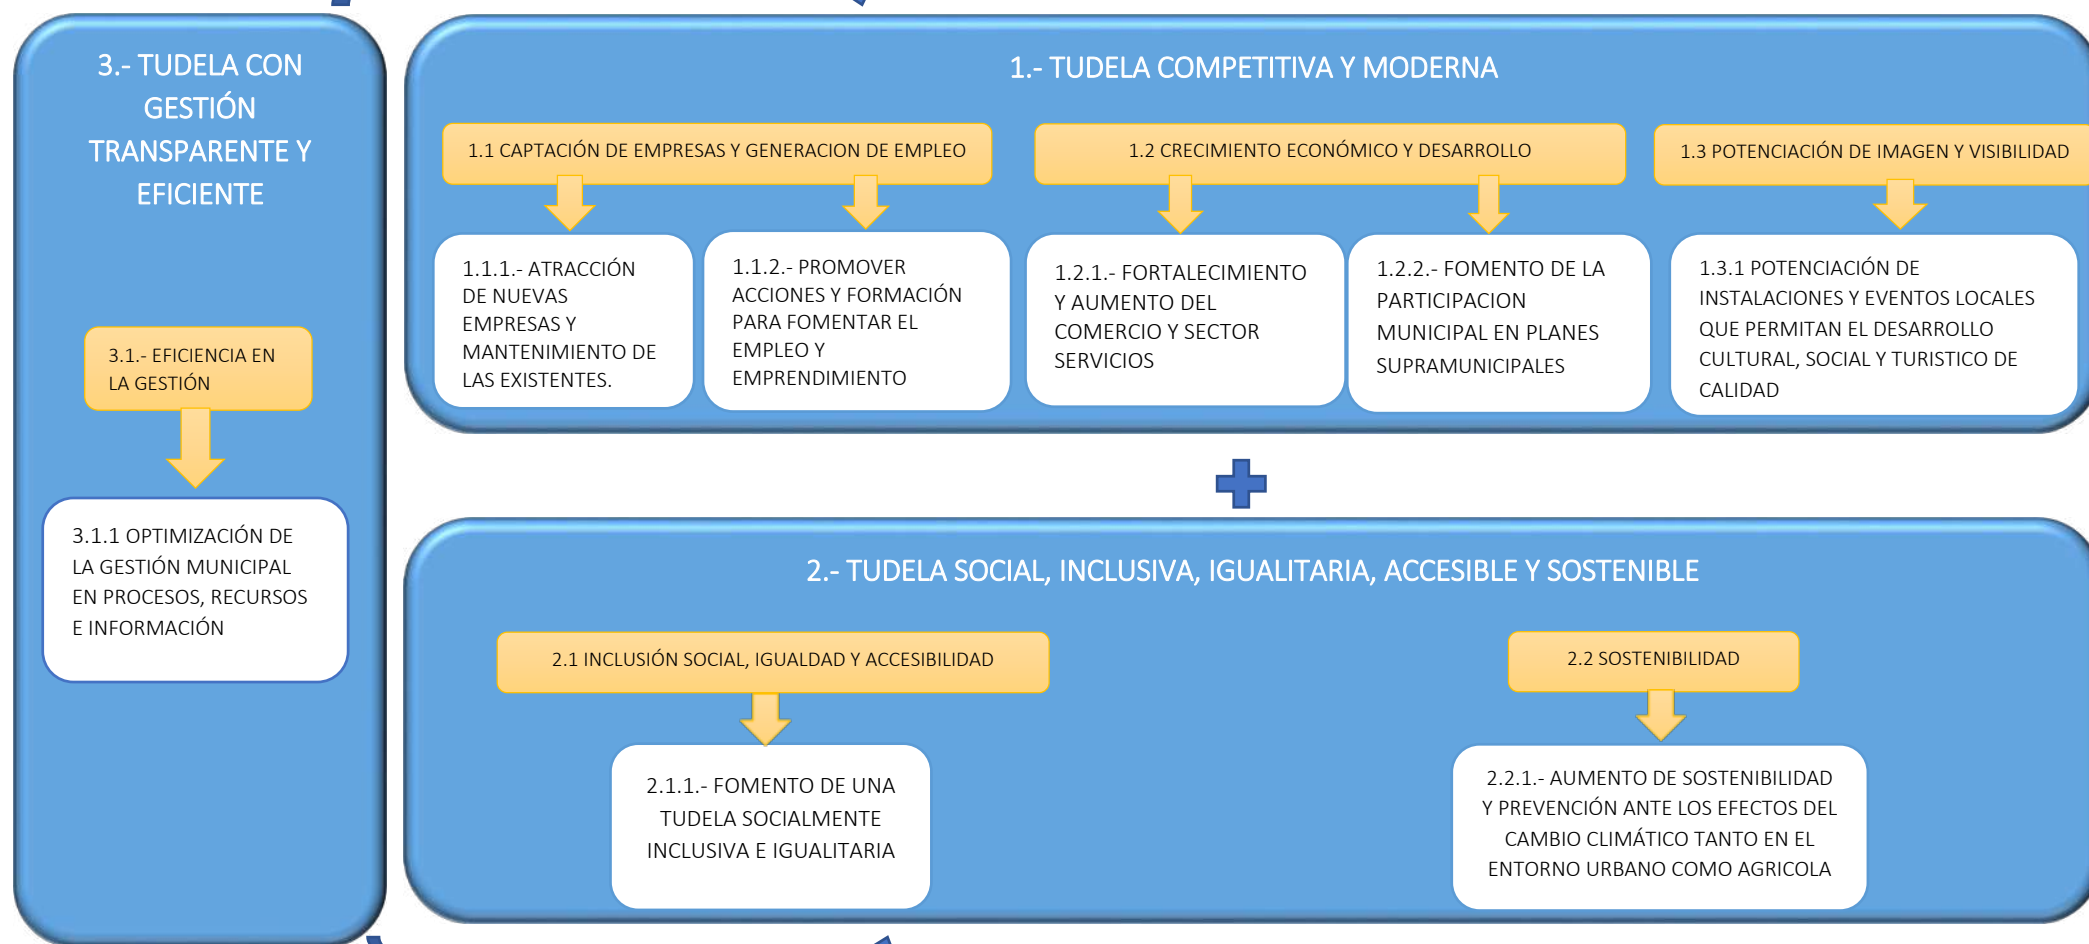 3.- TUDELA CON
GESTIÓN
TRANSPARENTE Y
EFICIENTE
3.1.- EFICIENCIA EN
LA GESTIÓN
3.1.1 OPTIMIZACIÓN DE
LA GESTIÓN MUNICIPAL
EN PROCESOS, RECURSOS
E INFORMACIÓN
1.- TUDELA COMPETITIVA Y MODERNA
1.1 CAPTACIÓN DE EMPRESAS Y GENERACION DE EMPLEO
1.1.1.- ATRACCIÓN
DE NUEVAS
EMPRESAS Y
MANTENIMIENTO DE
LAS EXISTENTES.
1.1.2.- PROMOVER
ACCIONES Y FORMACIÓN
PARA FOMENTAR EL
EMPLEO Y
EMPRENDIMIENTO
1.2 CRECIMIENTO ECONÓMICO Y DESARROLLO
1.2.1.- FORTALECIMIENTO
Y AUMENTO DEL
COMERCIO Y SECTOR
SERVICIOS
1.2.2.- FOMENTO DE LA
PARTICIPACION
MUNICIPAL EN PLANES
SUPRAMUNICIPALES
1.3 POTENCIACIÓN DE IMAGEN Y VISIBILIDAD
1.3.1 POTENCIACIÓN DE
INSTALACIONES Y EVENTOS LOCALES
QUE PERMITAN EL DESARROLLO
CULTURAL, SOCIAL Y TURISTICO DE
CALIDAD
2.- TUDELA SOCIAL, INCLUSIVA, IGUALITARIA, ACCESIBLE Y SOSTENIBLE
2.1 INCLUSIÓN SOCIAL, IGUALDAD Y ACCESIBILIDAD
2.1.1.- FOMENTO DE UNA
TUDELA SOCIALMENTE
INCLUSIVA E IGUALITARIA
2.2 SOSTENIBILIDAD
2.2.1.- AUMENTO DE SOSTENIBILIDAD
Y PREVENCIÓN ANTE LOS EFECTOS DEL
CAMBIO CLIMÁTICO TANTO EN EL
ENTORNO URBANO COMO AGRICOLA